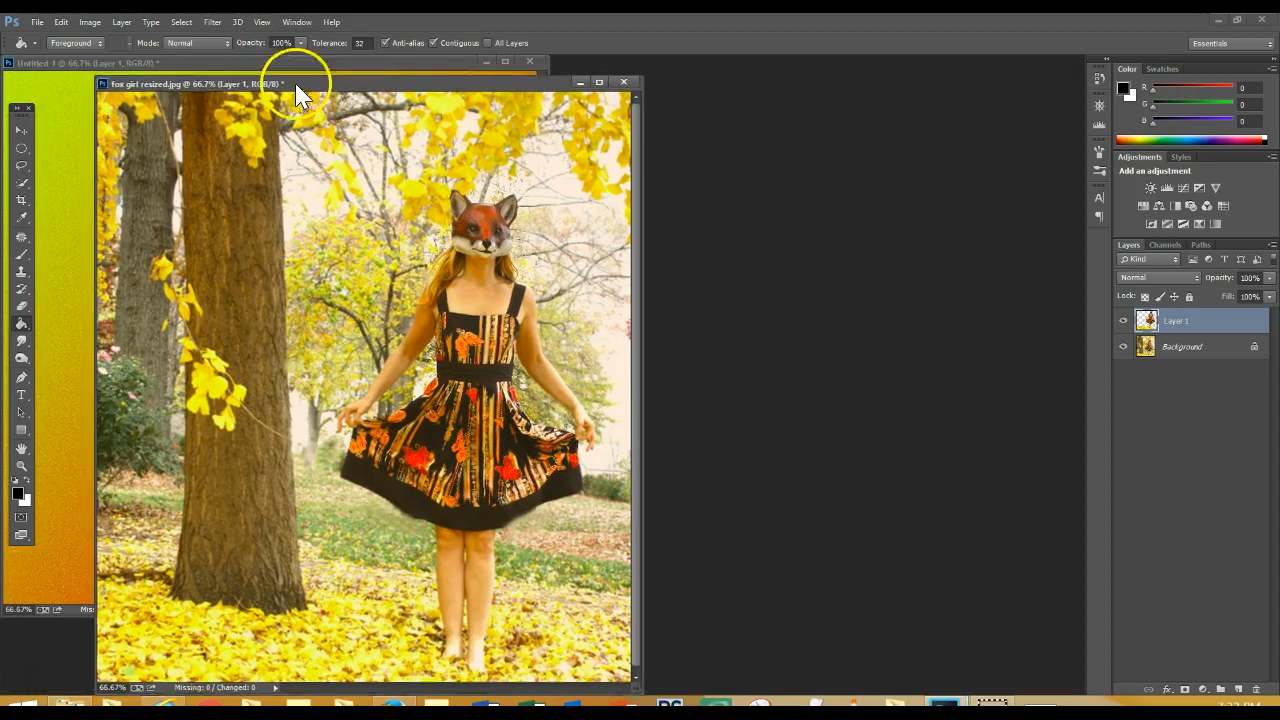 Ps File Edit Image Layer Type Select Filter 3D View Window Help
Foreground Mode: Normal Opacity: 100% Tolerance: 32 Anti-alias Contiguous All Layers Essentials
Untitled-1 @ 66.7% (Layer 1, RGB/8) *
fox girl resized.jpg @ 66.7% (Layer 1, RGB/8) *
Color Swatches
R 0
G 0
B 0
Adjustments Styles
Add an adjustment
Layers Channels Paths
Kind
Normal Opacity: 100%
Lock: Fill: 100%
Layer 1
Background
66.67% Miss
66.67% Missing: 0 / Changed: 0